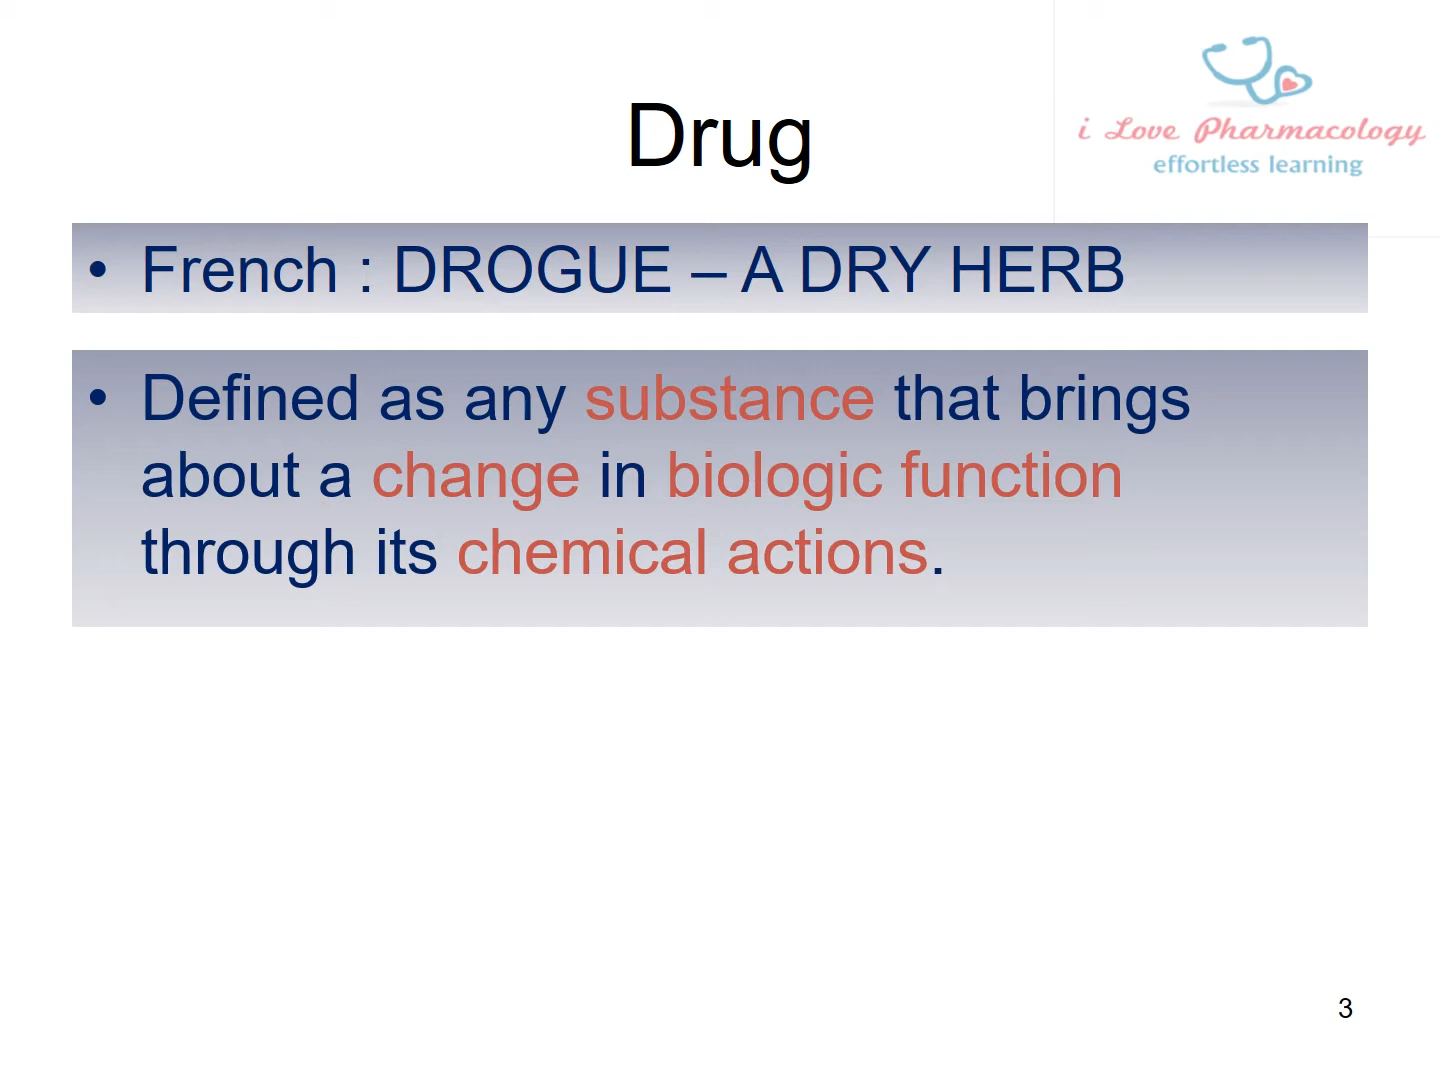 i Love Pharmacology
effortless learning
Drug
• French : DROGUE – A DRY HERB
• Defined as any substance that brings
about a change in biologic function
through its chemical actions.
3